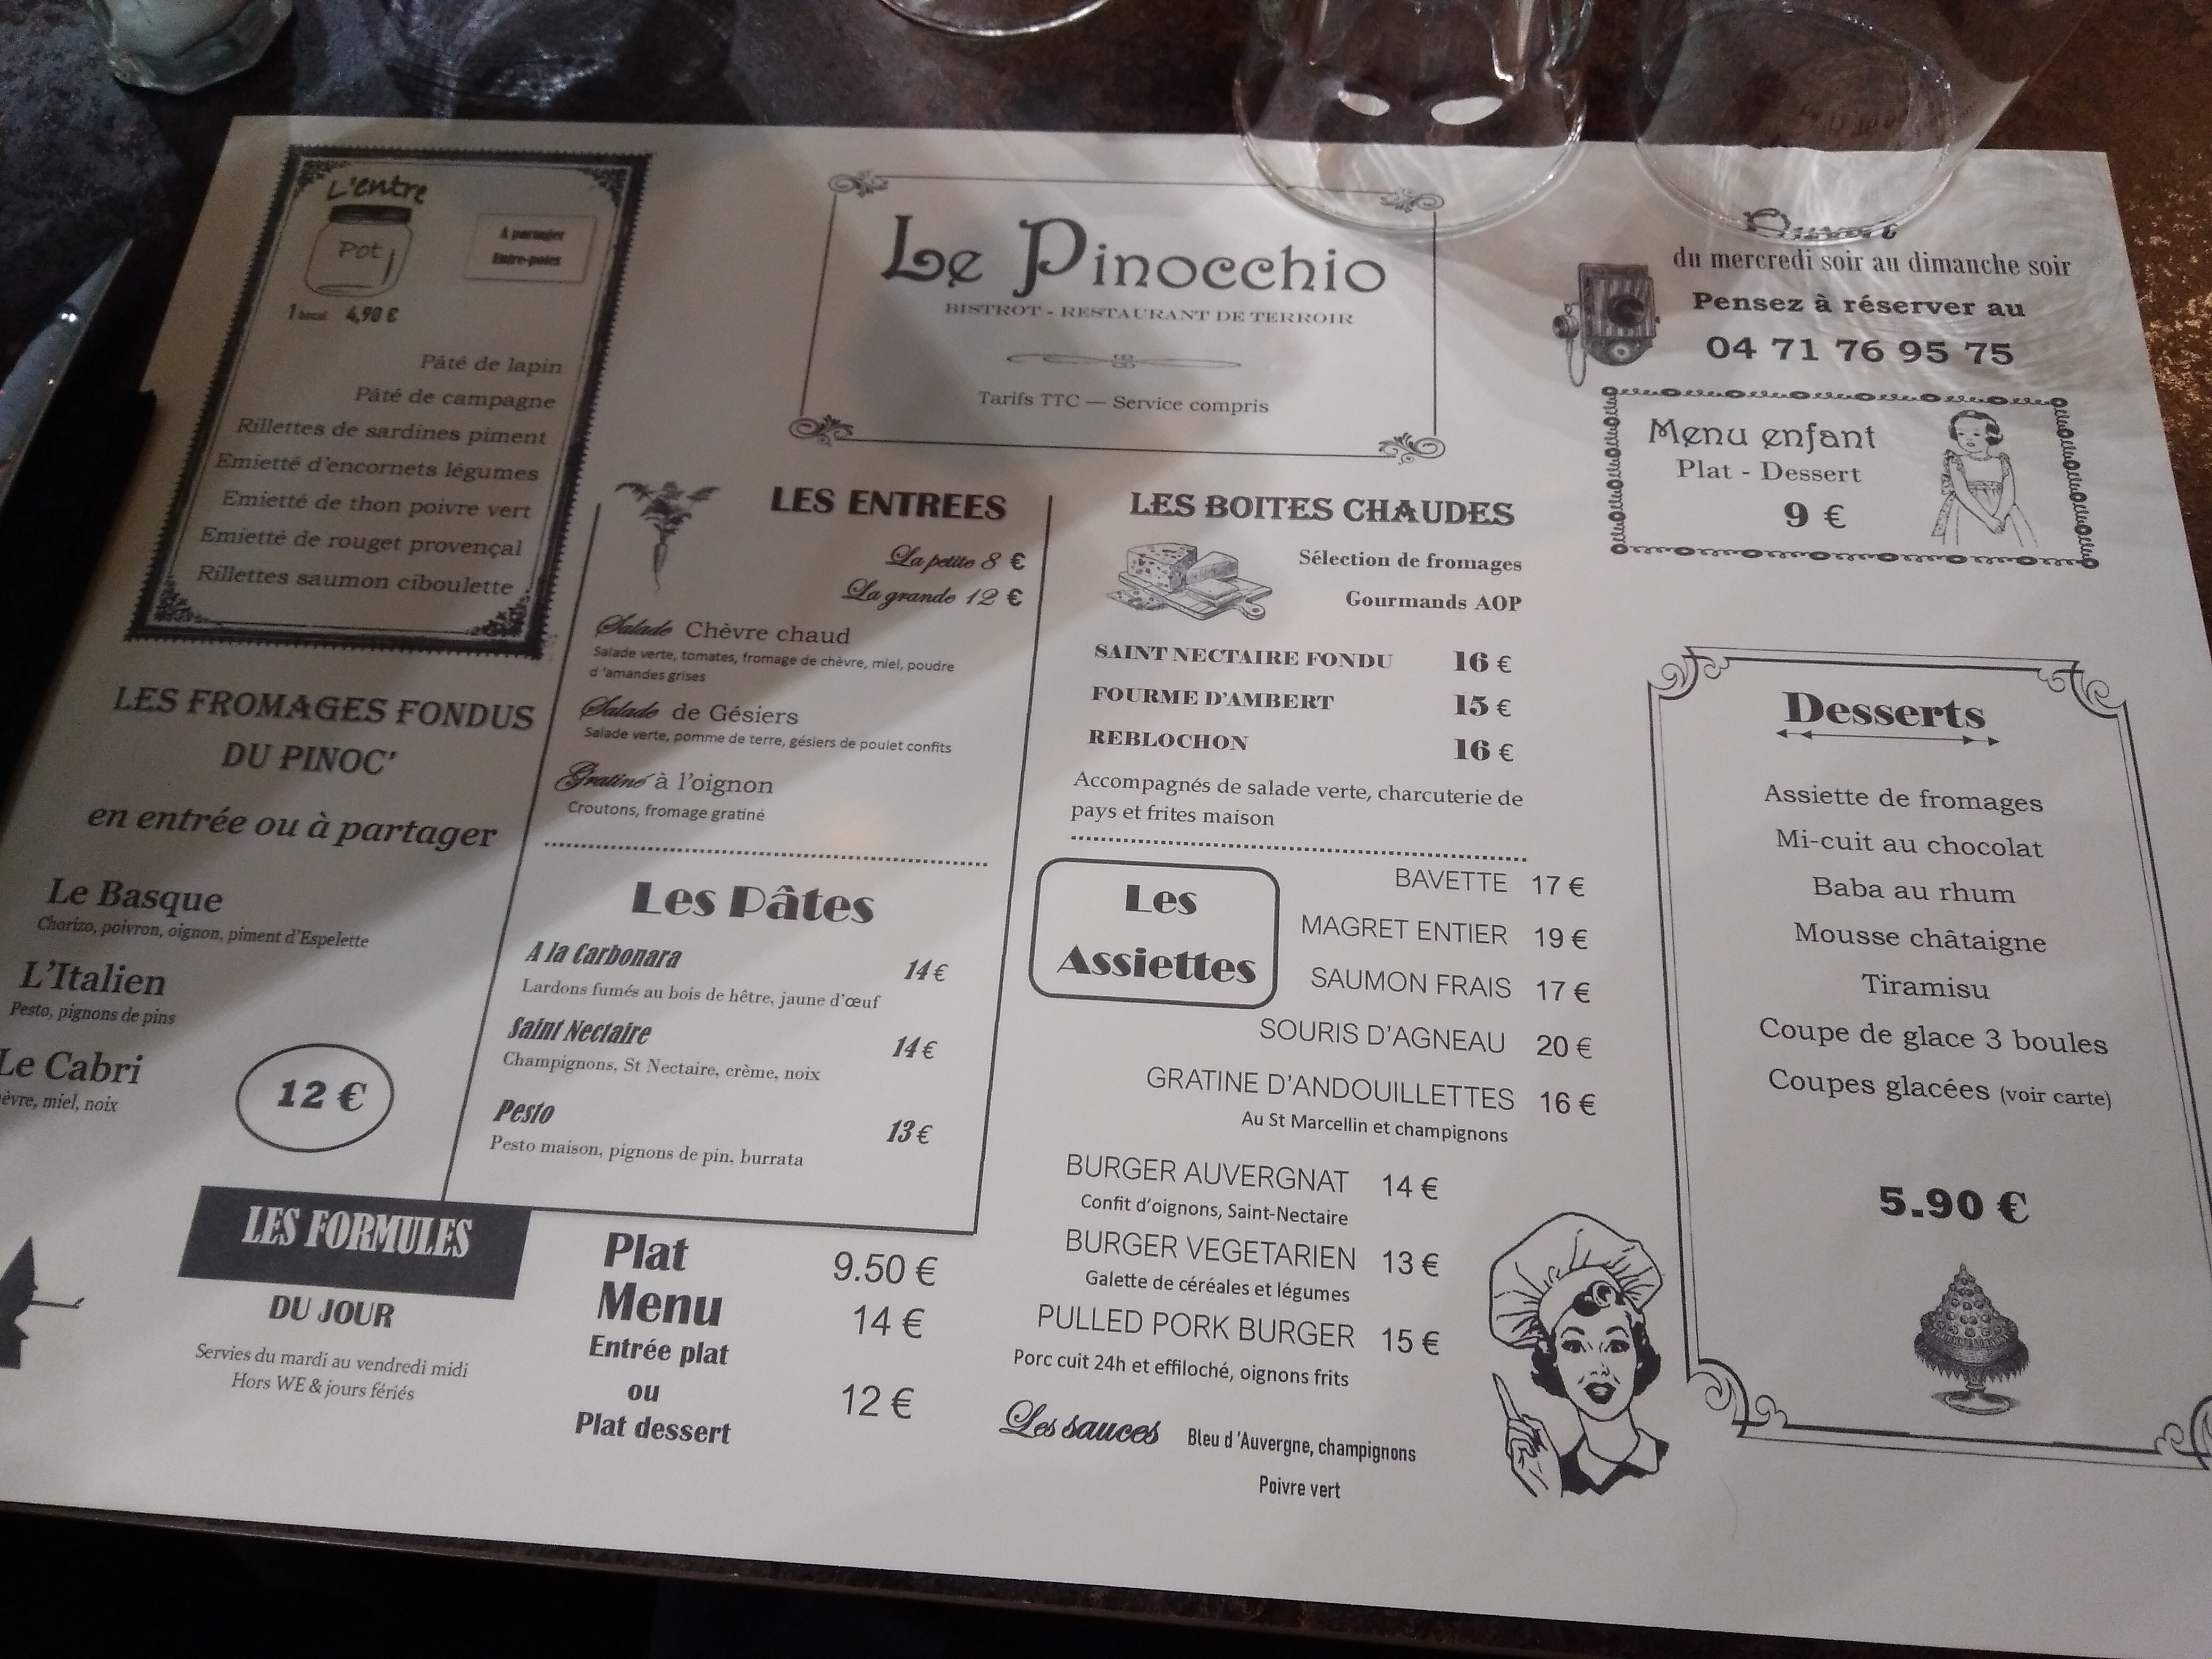 L'entre
Pot
À partager
Entre-potes
1 bocal 4,90 €
Pâté de lapin
Pâté de campagne
Rillettes de sardines piment
Emietté d'encornets légumes
Emietté de thon poivre vert
Emietté de rouget provençal
Rillettes saumon ciboulette
LES FROMAGES FONDUS
DU PINOC'
en entrée ou à partager
Le Basque
Chorizo, poivron, oignon, piment d'Espelette
L'Italien
Pesto, pignons de pins
Le Cabri
èvre, miel, noix
12 €
Le Pinocchio
BISTROT - RESTAURANT DE TERROIR
Tarifs TTC — Service compris
LES ENTREES
La petite 8 €
La grande 12 €
Salade Chèvre chaud
Salade verte, tomates, fromage de chèvre, miel, poudre
d 'amandes grises
Salade de Gésiers
Salade verte, pomme de terre, gésiers de poulet confits
Gratiné à l'oignon
Croutons, fromage gratiné
Les Pâtes
A la Carbonara 14 €
Lardons fumés au bois de hêtre, jaune d'œuf
Saint Nectaire 14 €
Champignons, St Nectaire, crème, noix
Pesto 13 €
Pesto maison, pignons de pin, burrata
LES FORMULES
DU JOUR
Servies du mardi au vendredi midi
Hors WE & jours fériés
Plat 9.50 €
Menu 14 €
Entrée plat
ou 12 €
Plat dessert
LES BOITES CHAUDES
Sélection de fromages
Gourmands AOP
SAINT NECTAIRE FONDU 16 €
FOURME D'AMBERT 15 €
REBLOCHON 16 €
Accompagnés de salade verte, charcuterie de
pays et frites maison
Les
Assiettes
BAVETTE 17 €
MAGRET ENTIER 19 €
SAUMON FRAIS 17 €
SOURIS D'AGNEAU 20 €
GRATINE D'ANDOUILLETTES 16 €
Au St Marcellin et champignons
BURGER AUVERGNAT 14 €
Confit d'oignons, Saint-Nectaire
BURGER VEGETARIEN 13 €
Galette de céréales et légumes
PULLED PORK BURGER 15 €
Porc cuit 24h et effiloché, oignons frits
Les sauces Bleu d 'Auvergne, champignons
Poivre vert
Ouvert
du mercredi soir au dimanche soir
Pensez à réserver au
04 71 76 95 75
Menu enfant
Plat - Dessert
9 €
Desserts
Assiette de fromages
Mi-cuit au chocolat
Baba au rhum
Mousse châtaigne
Tiramisu
Coupe de glace 3 boules
Coupes glacées (voir carte)
5.90 €